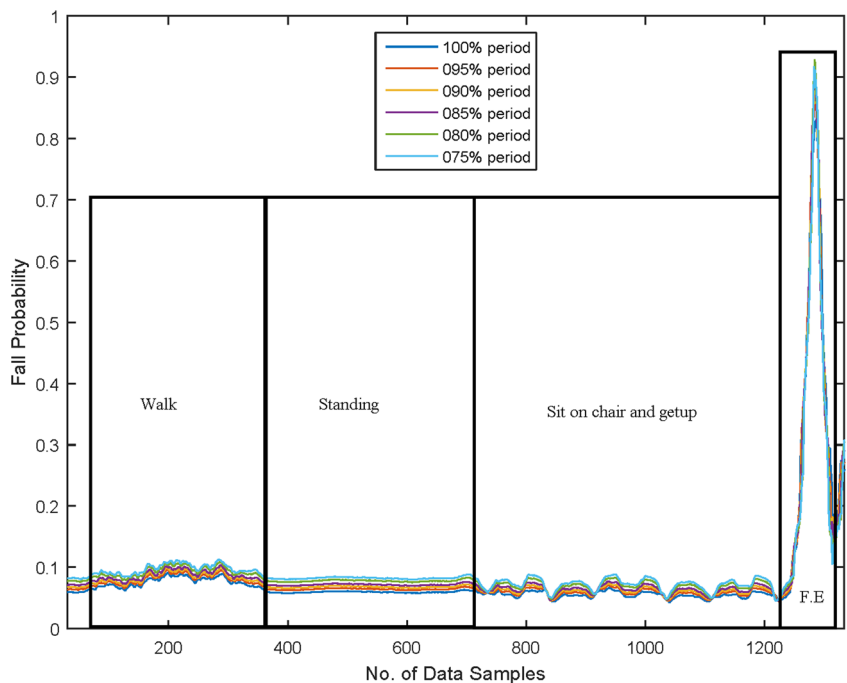 1
0.9
0.8
0.7
0.6
0.5
0.4
0.3
0.2
0.1
0
Fall Probability
100% period
095% period
090% period
085% period
080% period
075% period
Walk
Standing
Sit on chair and getup
F.E
200
400
600
800
1000
1200
No. of Data Samples